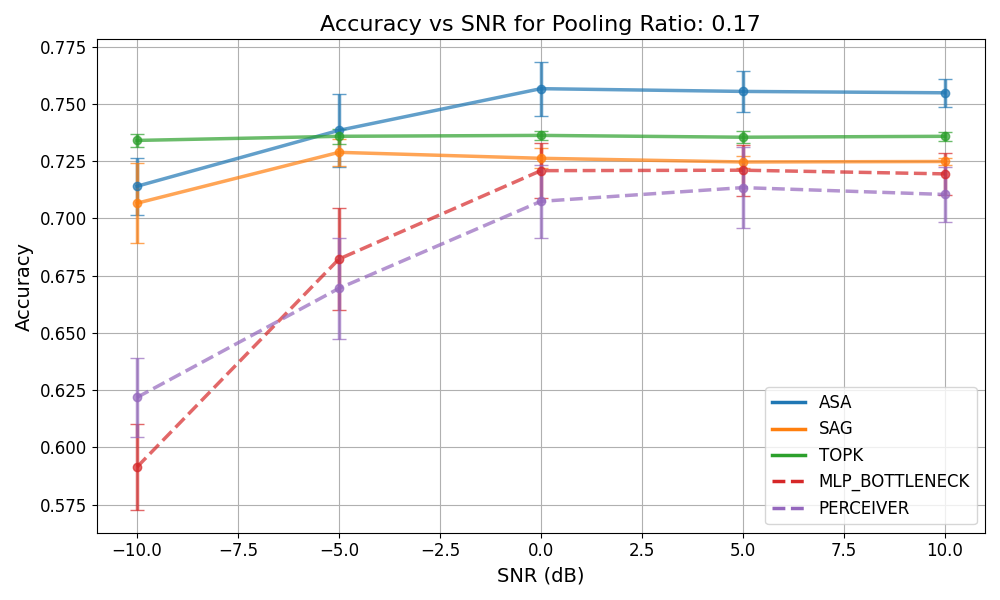 Accuracy vs SNR for Pooling Ratio: 0.17
0.775
0.750
0.725
0.700
0.675
0.650
0.625
0.600
0.575
Accuracy
ASA
SAG
TOPK
MLP_BOTTLENECK
PERCEIVER
−10.0 −7.5 −5.0 −2.5 0.0 2.5 5.0 7.5 10.0
SNR (dB)